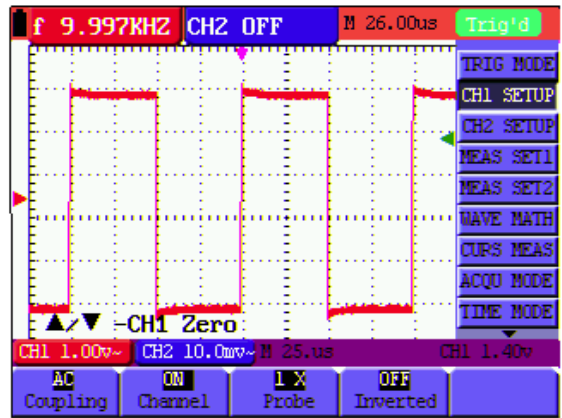 f 9.997KHZ CH2 OFF M 26.00us Trig'd
TRIG MODE
CH1 SETUP
CH2 SETUP
MEAS SET1
MEAS SET2
WAVE MATH
CURS MEAS
ACQU MODE
TIME MODE
▲/▼ -CH1 Zero
CH1 1.00v~ CH2 10.0mv~ M 25.us CH1 1.40v
AC ON 1 X OFF
Coupling Channel Probe Inverted